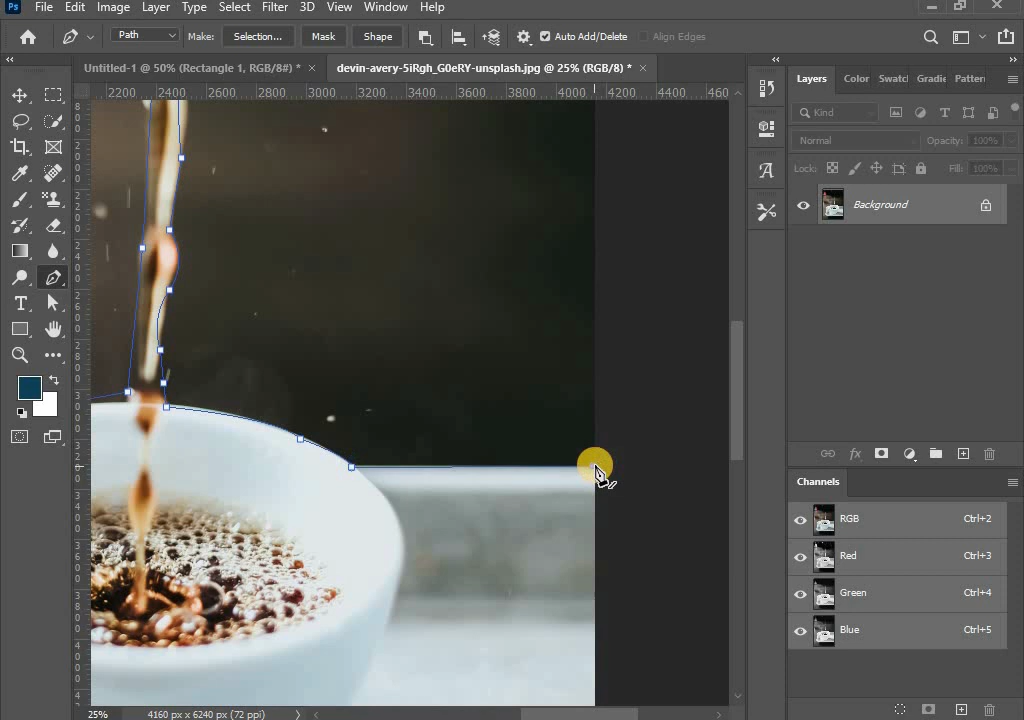 Ps File Edit Image Layer Type Select Filter 3D View Window Help
Path Make: Selection... Mask Shape Auto Add/Delete Align Edges
Untitled-1 @ 50% (Rectangle 1, RGB/8#) * × devin-avery-5iRgh_G0eRY-unsplash.jpg @ 25% (RGB/8) * ×
2200 2400 2600 2800 3000 3200 3400 3600 3800 4000 4200 4400 460
Layers Color Swatc Gradie Pattern
Kind
Normal Opacity: 100%
Lock: Fill: 100%
Background
Channels
RGB Ctrl+2
Red Ctrl+3
Green Ctrl+4
Blue Ctrl+5
25% 4160 px x 6240 px (72 ppi)